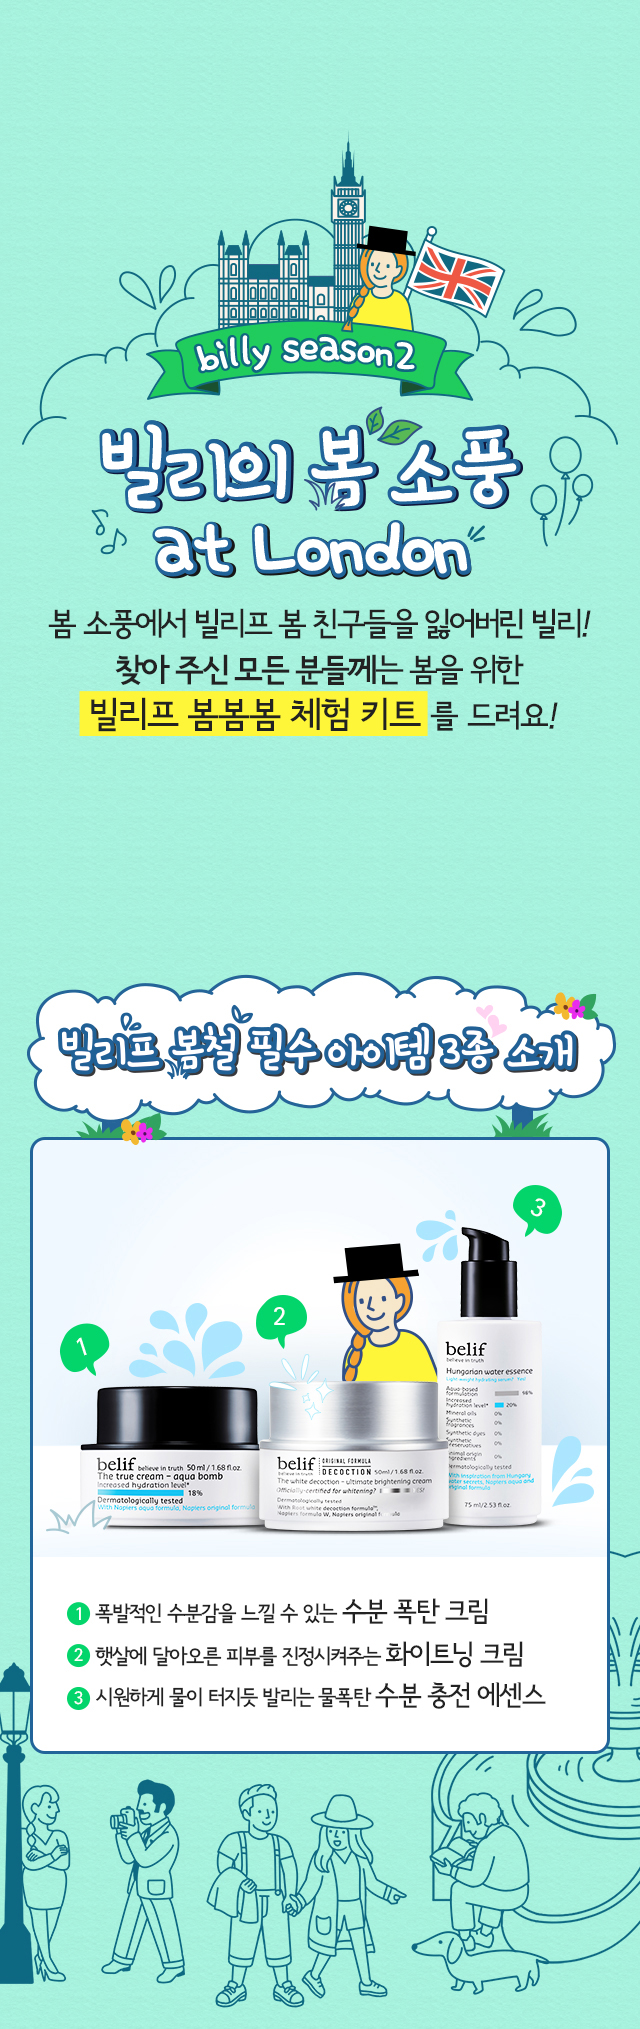 billy season2
빌리의 봄 소풍
at London
봄 소풍에서 빌리프 봄 친구들을 잃어버린 빌리!
찾아 주신 모든 분들께는 봄을 위한
빌리프 봄봄봄 체험 키트를 드려요!
빌리프 봄철 필수 아이템 3종 소개
1
2
3
belif believe in truth 50 ml / 1.68 fl.oz.
The true cream – aqua bomb
Increased hydration level*
18%
Dermatologically tested
With Napiers aqua formula, Napiers original formula
belif believe in truth
ORIGINAL FORMULA
DECOCTION 50ml / 1.68 fl.oz.
The white decoction – ultimate brightening cream
Officially-certified for whitening?
Dermatologically tested
With Root white decoction formula™,
Napiers formula W, Napiers original formula
belif
believe in truth
Hungarian water essence
Light weight hydrating serum?
Aqua-based
formulation
98%
Increased
hydration level*
20%
Mineral oils 0%
Synthetic
fragrances 0%
Synthetic dyes 0%
Synthetic
preservatives 0%
Animal origin
ingredients 0%
Dermatologically tested
With inspiration from Hungary
water secrets, Napiers aqua and
original formula
75 ml/2.53 fl.oz.
1 폭발적인 수분감을 느낄 수 있는 수분 폭탄 크림
2 햇살에 달아오른 피부를 진정시켜주는 화이트닝 크림
3 시원하게 물이 터지듯 발리는 물폭탄 수분 충전 에센스